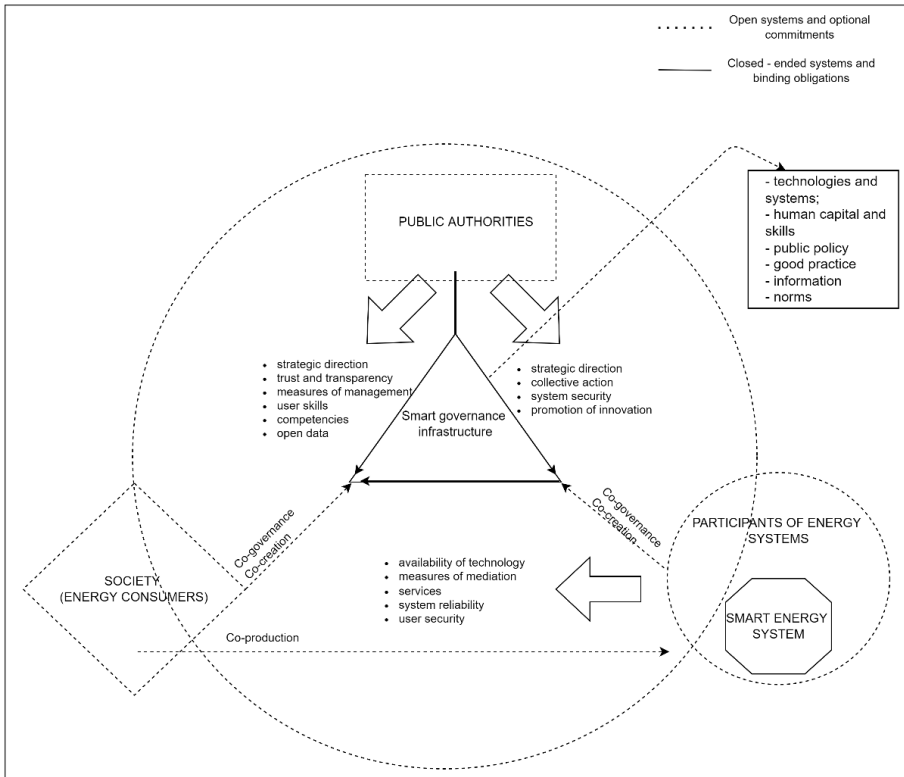 Open systems and optional
commitments
Closed - ended systems and
binding obligations
- technologies and
systems;
- human capital and
skills
- public policy
- good practice
- information
- norms
PUBLIC AUTHORITIES
• strategic direction
• trust and transparency
• measures of management
• user skills
• competencies
• open data
• strategic direction
• collective action
• system security
• promotion of innovation
Smart governance
infrastructure
Co-governance
Co-creation
Co-governance
Co-creation
PARTICIPANTS OF ENERGY
SYSTEMS
SOCIETY
(ENERGY CONSUMERS)
• availability of technology
• measures of mediation
• services
• system reliability
• user security
SMART ENERGY
SYSTEM
Co-production